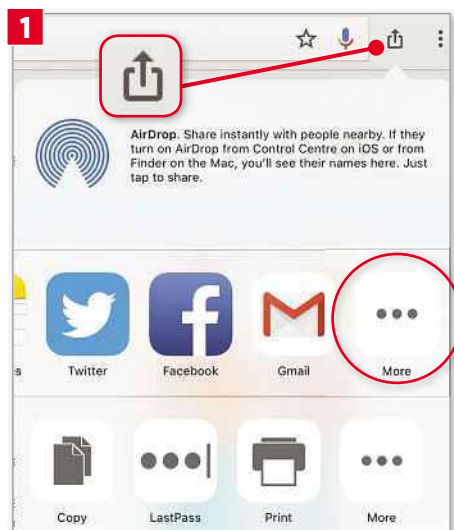 1
AirDrop. Share instantly with people nearby. If they
turn on AirDrop from Control Centre on iOS or from
Finder on the Mac, you'll see their names here. Just
tap to share.
s Twitter Facebook Gmail More
Copy LastPass Print More